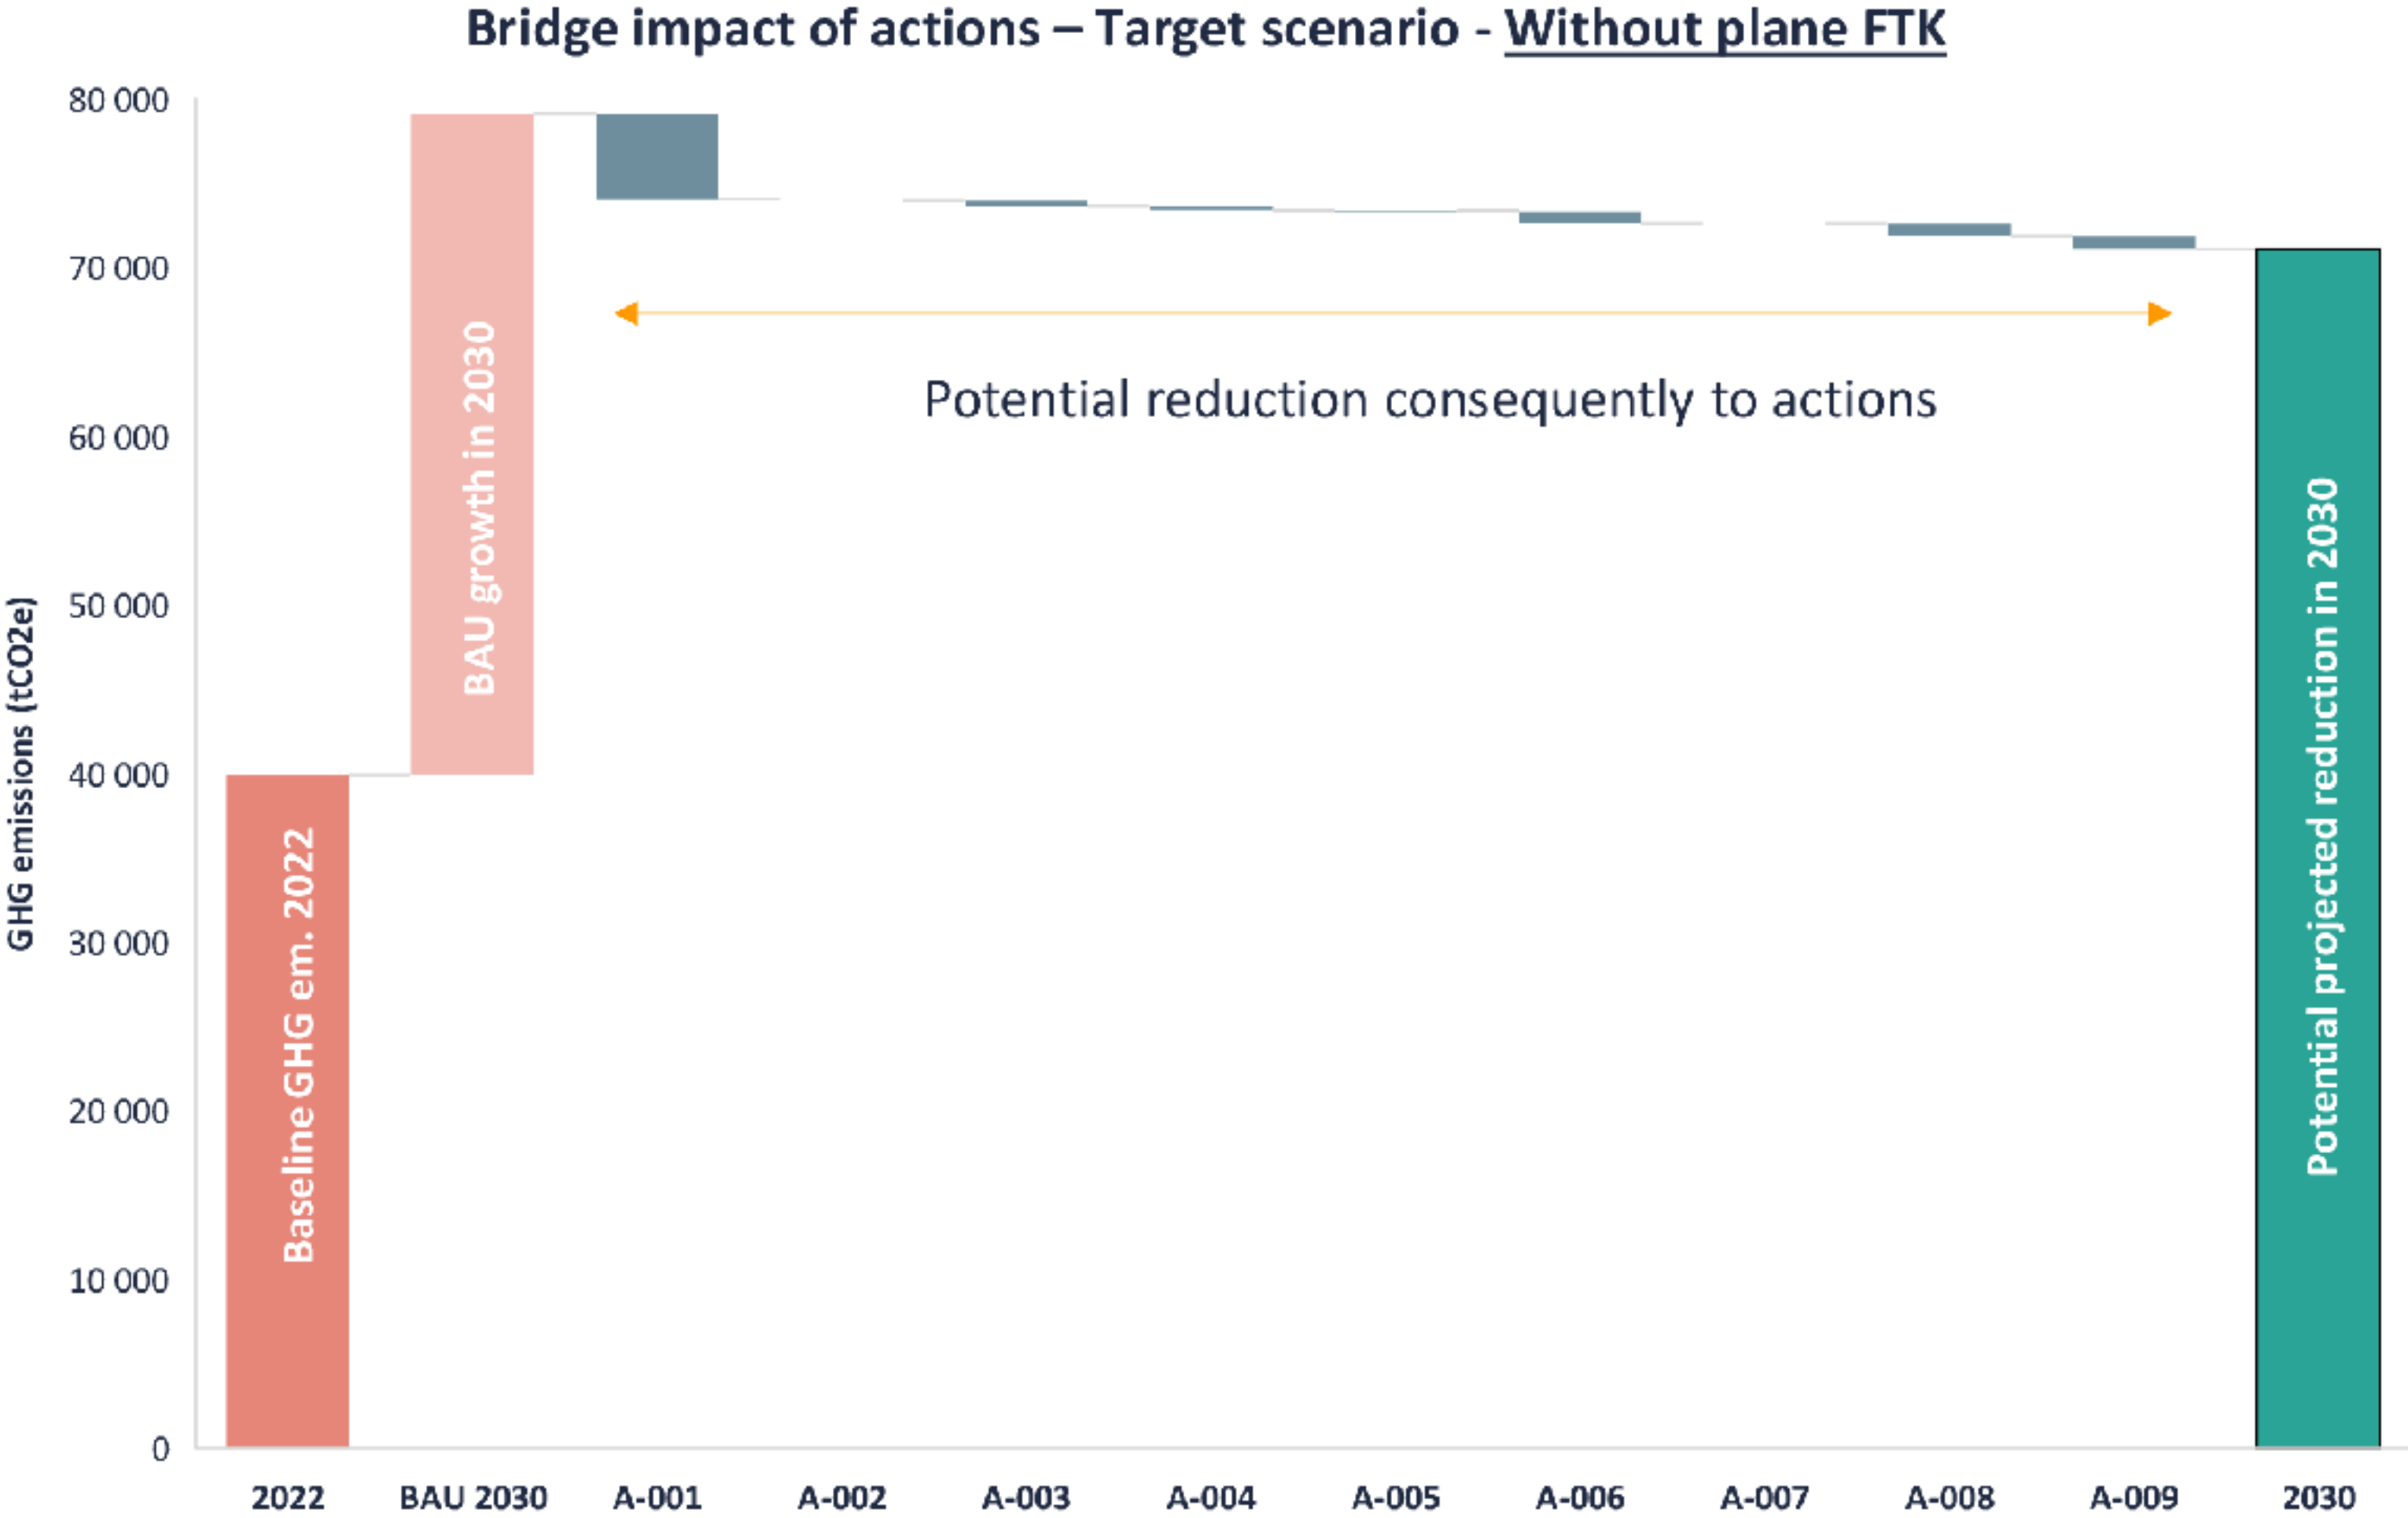 Bridge impact of actions – Target scenario - Without plane FTK
GHG emissions (tCO2e)
80 000
70 000
60 000
50 000
40 000
30 000
20 000
10 000
0
Baseline GHG em. 2022
BAU growth in 2030
Potential reduction consequently to actions
Potential projected reduction in 2030
2022 BAU 2030 A-001 A-002 A-003 A-004 A-005 A-006 A-007 A-008 A-009 2030